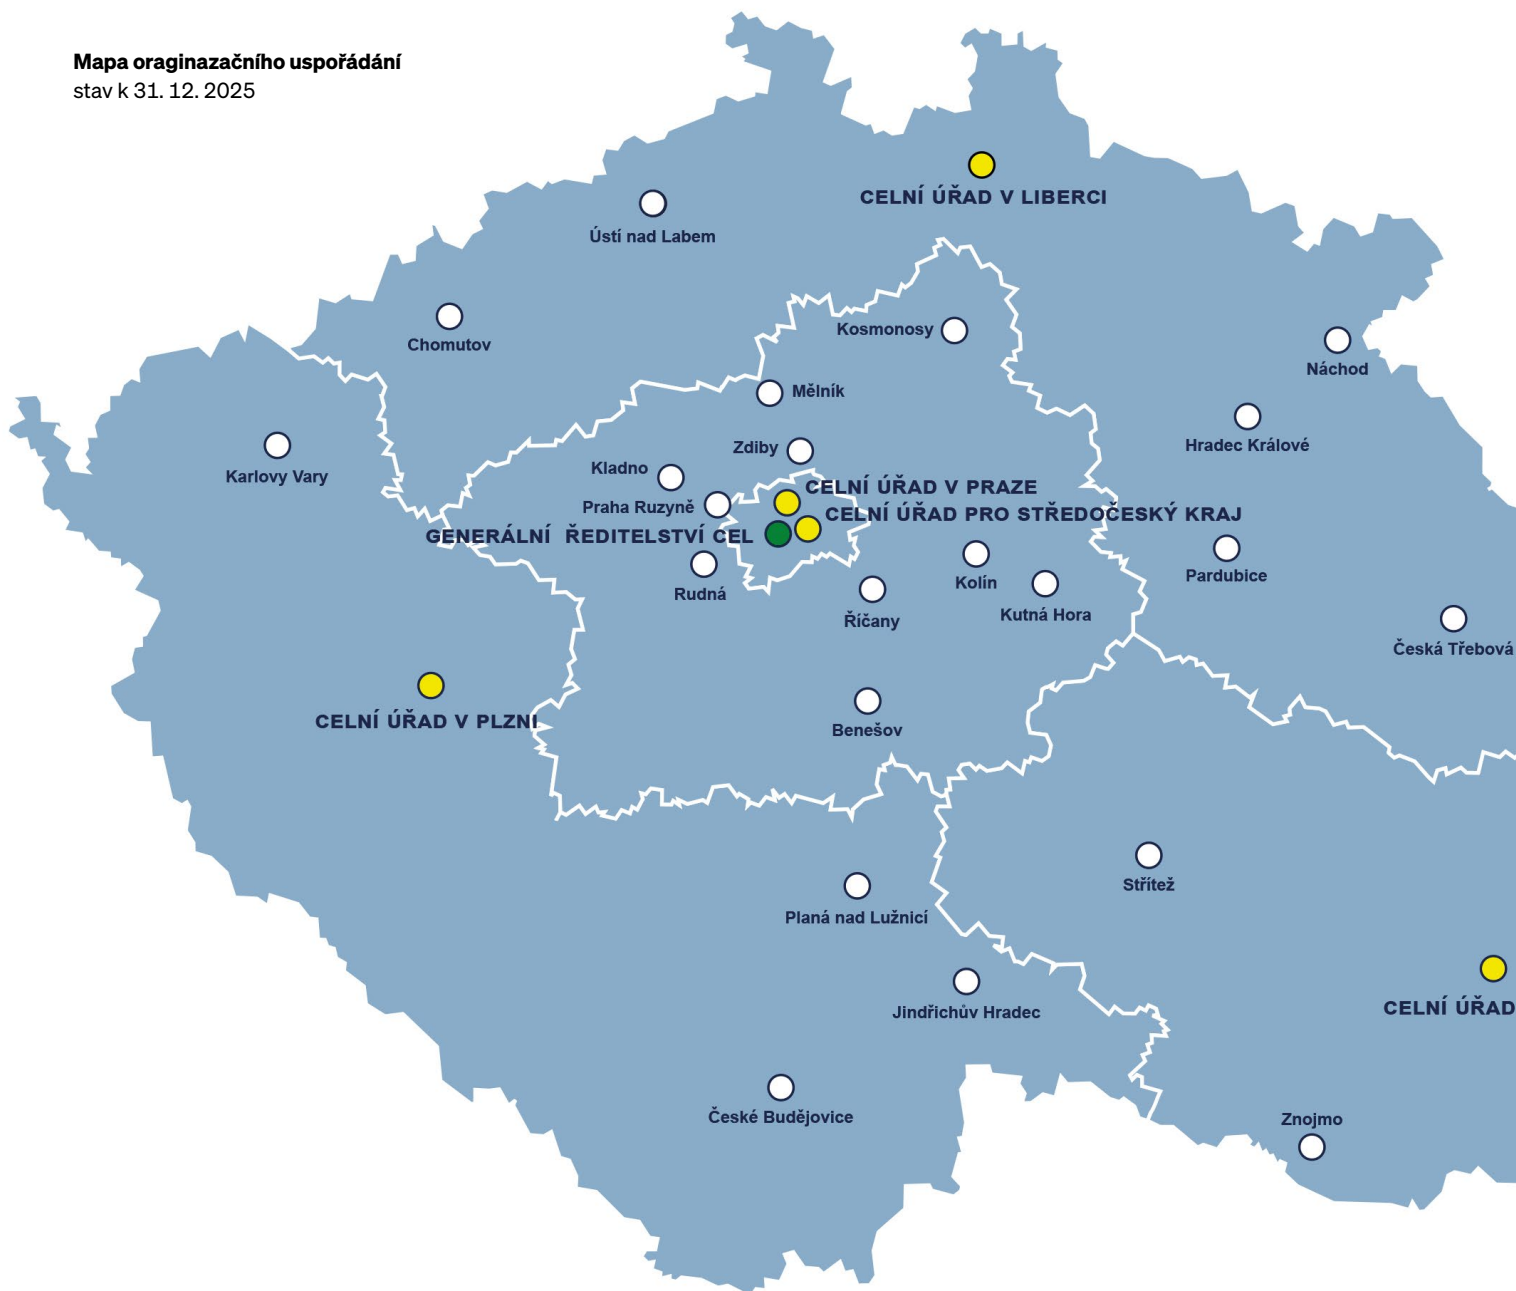 Mapa oraginazačního uspořádání
stav k 31. 12. 2025
CELNÍ ÚŘAD V LIBERCI
Ústí nad Labem
Kosmonosy
Chomutov
Náchod
Mělník
Hradec Králové
Zdiby
Kladno
Karlovy Vary
CELNÍ ÚŘAD V PRAZE
Praha Ruzyně
CELNÍ ÚŘAD PRO STŘEDOČESKÝ KRAJ
GENERÁLNÍ ŘEDITELSTVÍ CEL
Pardubice
Kolín
Rudná
Kutná Hora
Říčany
Česká Třebová
CELNÍ ÚŘAD V PLZNI
Benešov
Střítež
Planá nad Lužnicí
CELNÍ ÚŘAD
Jindřichův Hradec
České Budějovice
Znojmo